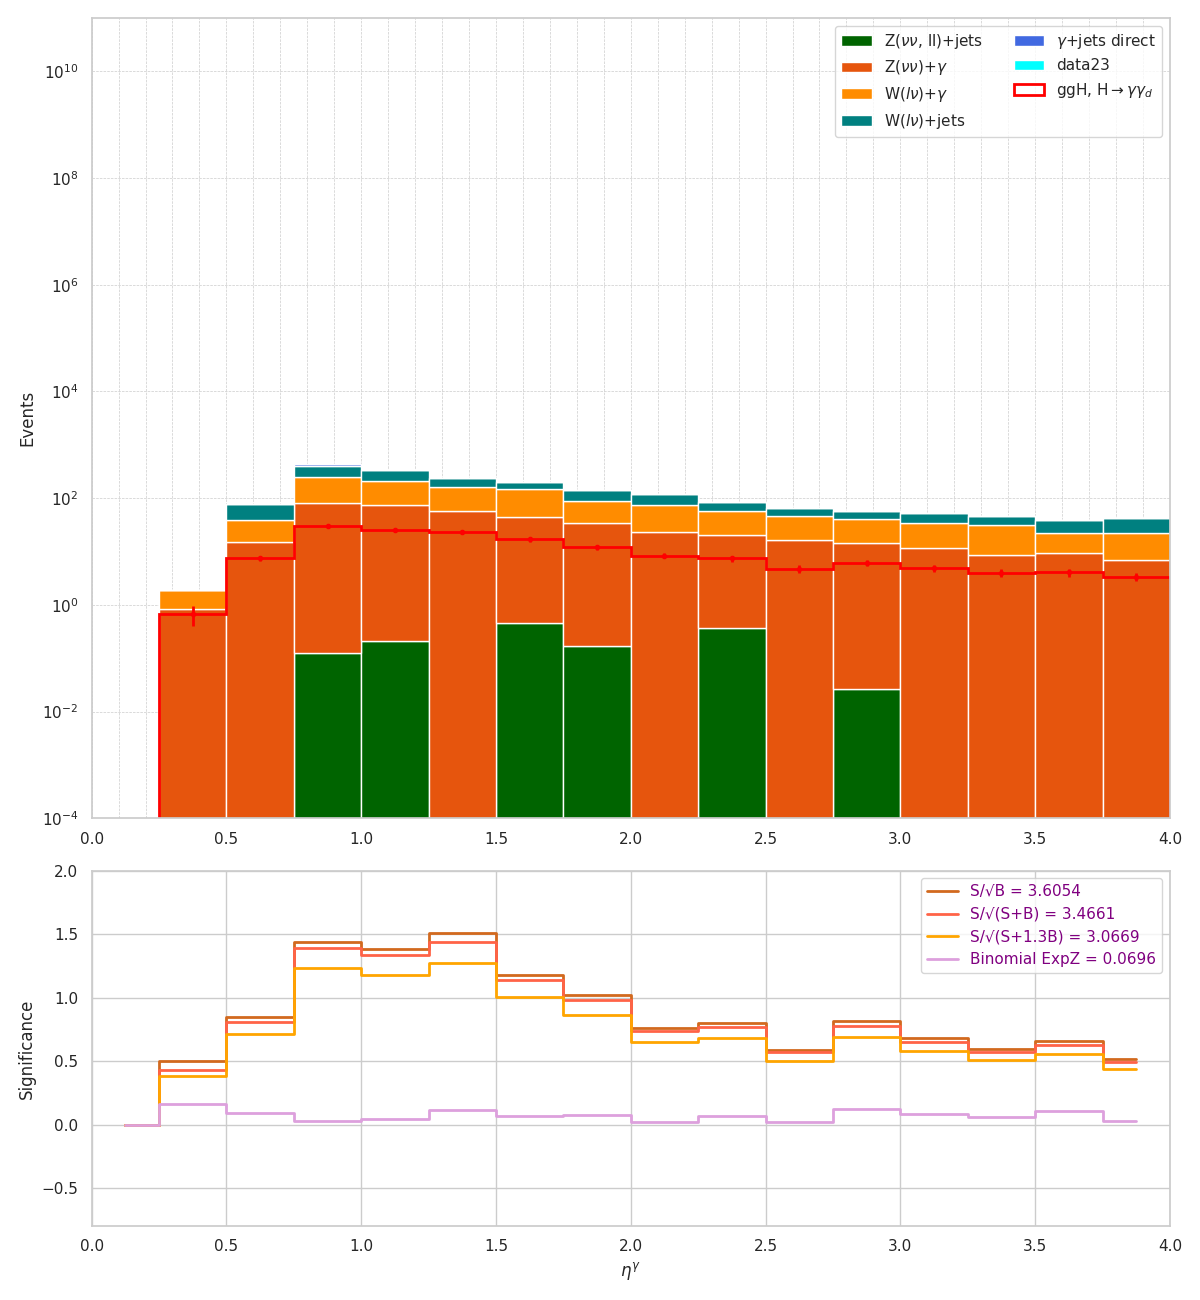 Z(νν, ll)+jets
Z(νν)+γ
W(lν)+γ
W(lν)+jets
γ+jets direct
data23
ggH, H→γγ_d
Events
10^10
10^8
10^6
10^4
10^2
10^0
10^−2
10^−4
0.0 0.5 1.0 1.5 2.0 2.5 3.0 3.5 4.0
S/√B = 3.6054
S/√(S+B) = 3.4661
S/√(S+1.3B) = 3.0669
Binomial ExpZ = 0.0696
Significance
2.0
1.5
1.0
0.5
0.0
−0.5
0.0 0.5 1.0 1.5 2.0 2.5 3.0 3.5 4.0
η^γ